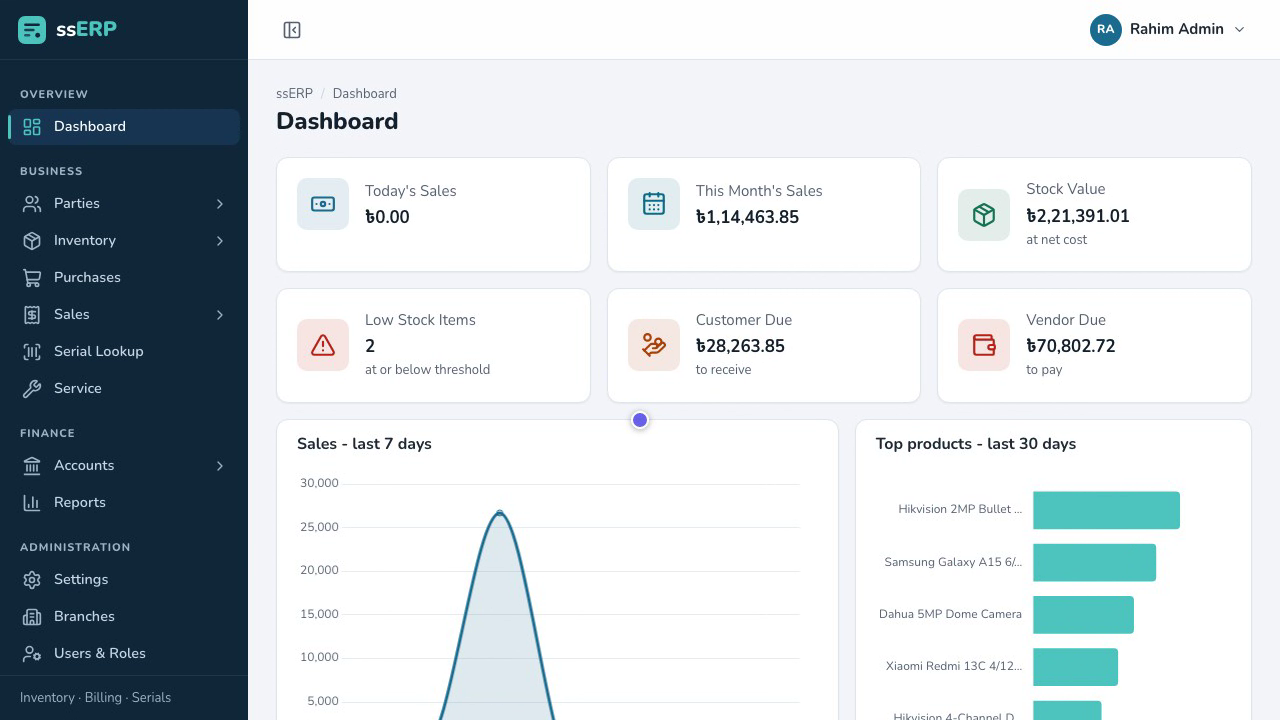 ssERP
Rahim Admin
RA
OVERVIEW
Dashboard
BUSINESS
Parties
Inventory
Purchases
Sales
Serial Lookup
Service
FINANCE
Accounts
Reports
ADMINISTRATION
Settings
Branches
Users & Roles
Inventory · Billing · Serials
ssERP / Dashboard
Dashboard
Today's Sales
৳0.00
This Month's Sales
৳1,14,463.85
Stock Value
৳2,21,391.01
at net cost
Low Stock Items
2
at or below threshold
Customer Due
৳28,263.85
to receive
Vendor Due
৳70,802.72
to pay
Sales - last 7 days
30,000
25,000
20,000
15,000
10,000
5,000
Top products - last 30 days
Hikvision 2MP Bullet ...
Samsung Galaxy A15 6/...
Dahua 5MP Dome Camera
Xiaomi Redmi 13C 4/12...
Hikvision 4-Channel D...